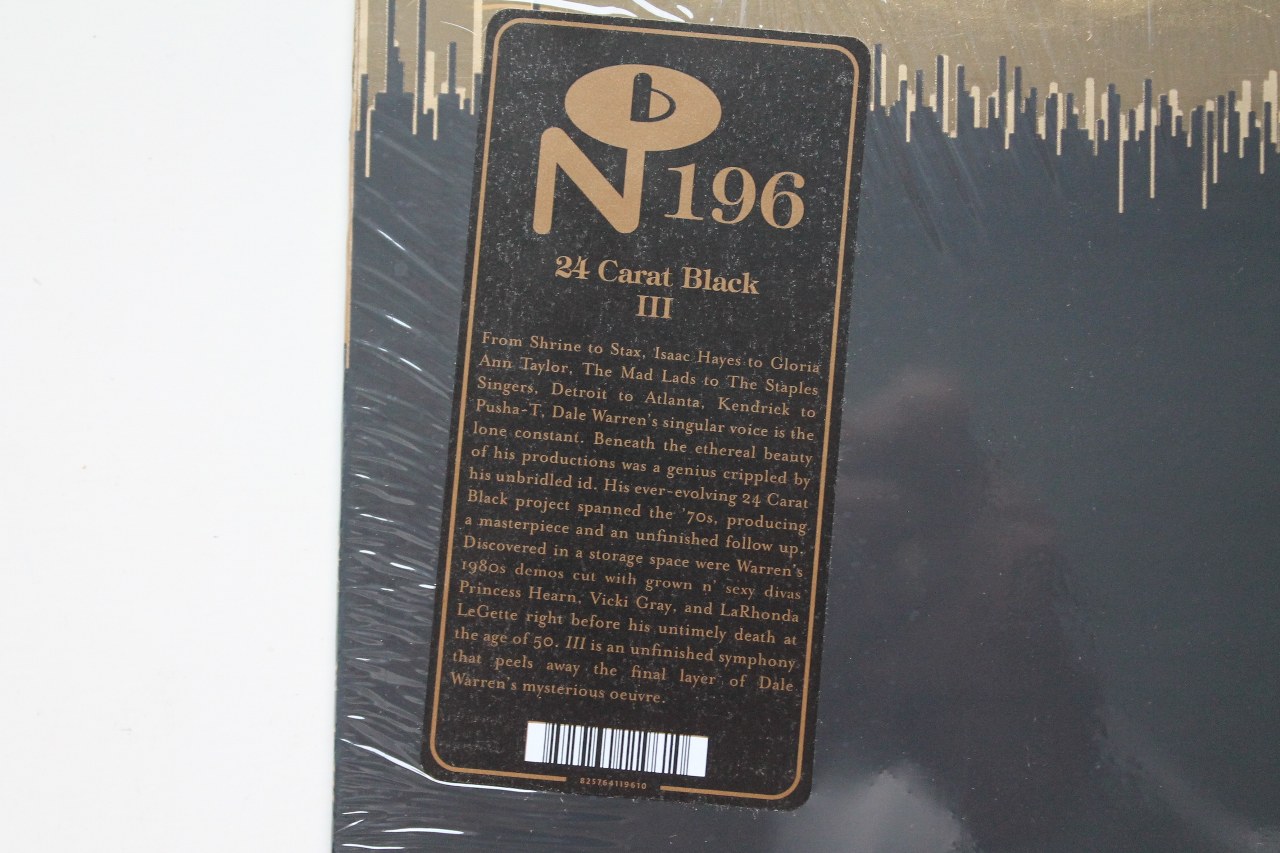 N 196
24 Carat Black
III
From Shrine to Stax, Isaac Hayes to Gloria
Ann Taylor, The Mad Lads to The Staples
Singers, Detroit to Atlanta, Kendrick to
Pusha-T, Dale Warren's singular voice is the
lone constant. Beneath the ethereal beauty
of his productions was a genius crippled by
his unbridled id. His ever-evolving 24 Carat
Black project spanned the '70s, producing
a masterpiece and an unfinished follow up.
Discovered in a storage space were Warren's
1980s demos cut with grown n' sexy divas
Princess Hearn, Vicki Gray, and LaRhonda
LeGette right before his untimely death at
the age of 50. III is an unfinished symphony
that peels away the final layer of Dale
Warren's mysterious oeuvre.
825764119610